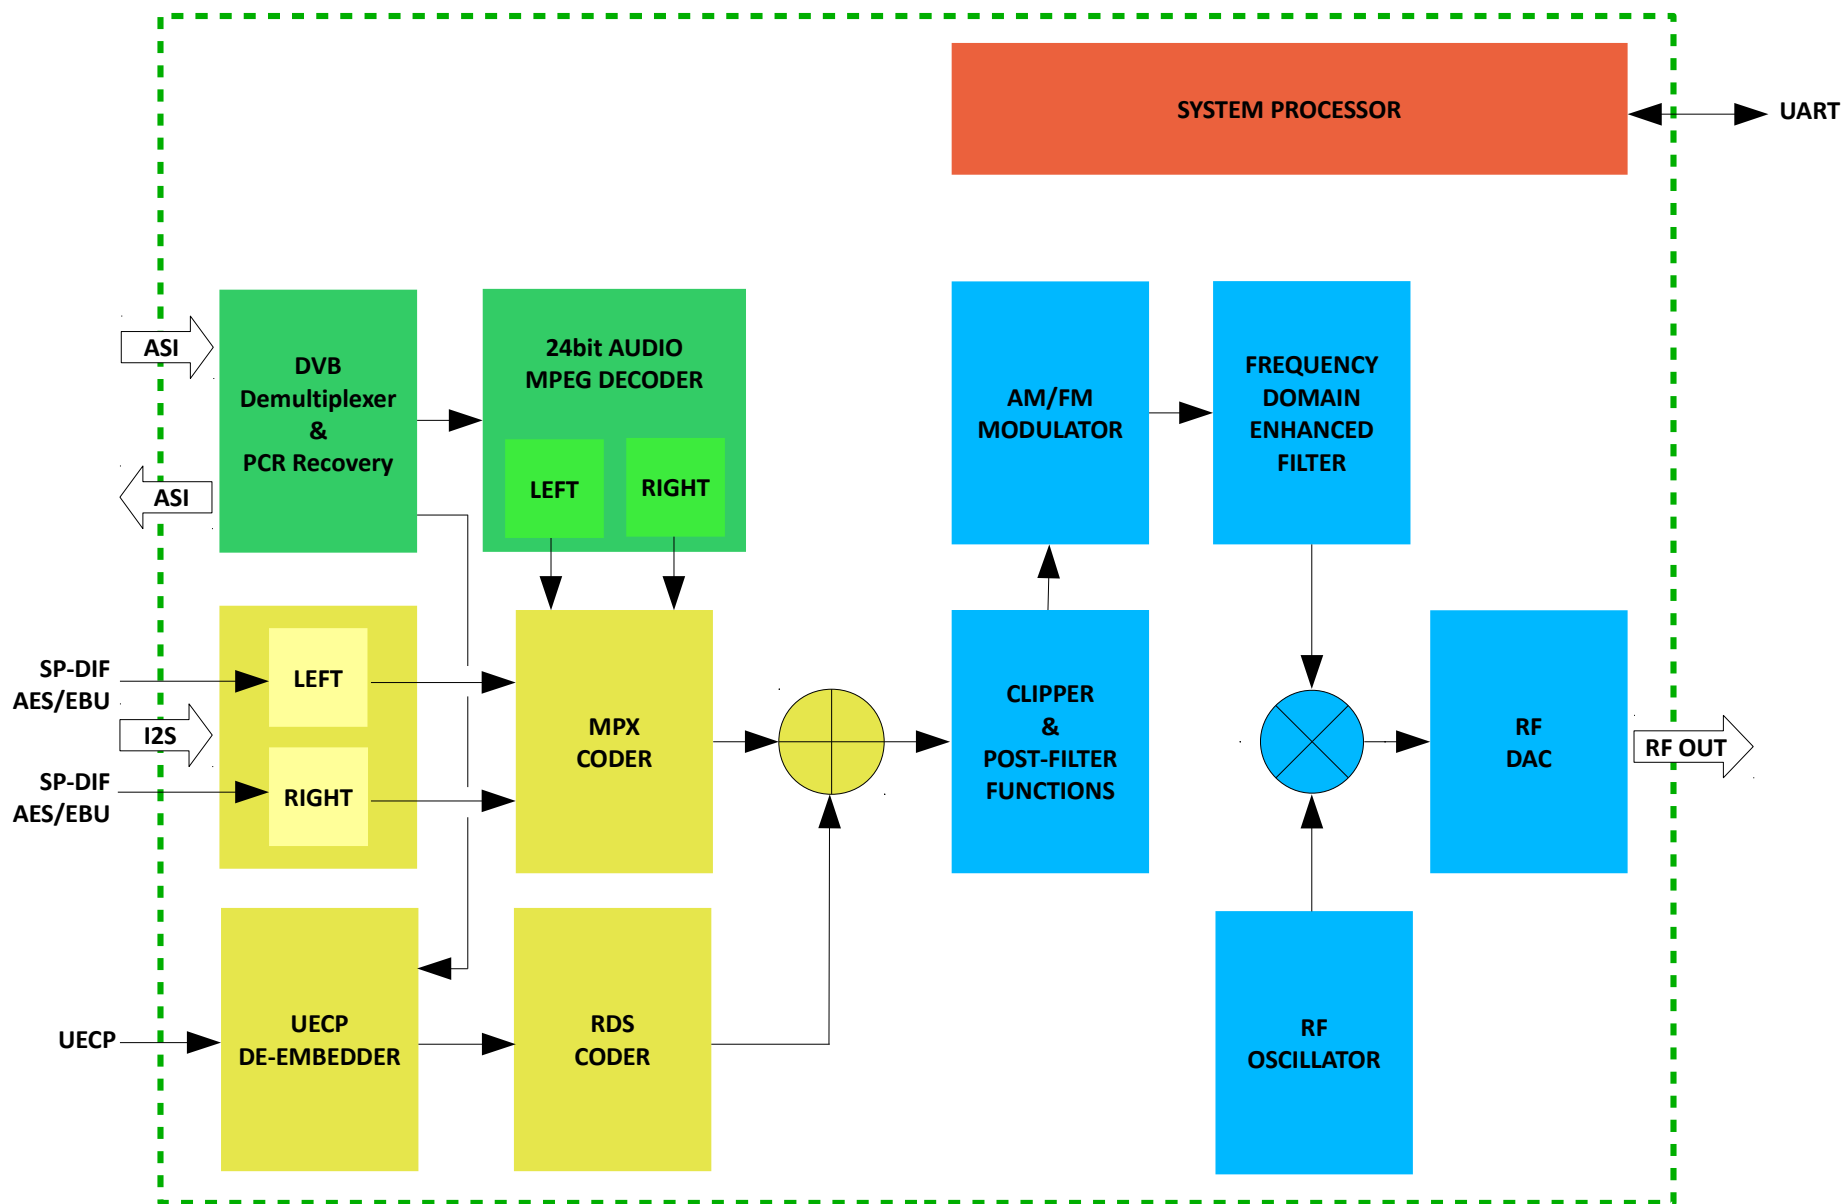 SYSTEM PROCESSOR
UART
ASI
DVB
Demultiplexer
&
PCR Recovery
ASI
24bit AUDIO
MPEG DECODER
LEFT
RIGHT
AM/FM
MODULATOR
FREQUENCY
DOMAIN
ENHANCED
FILTER
SP-DIF
AES/EBU
I2S
SP-DIF
AES/EBU
LEFT
RIGHT
MPX
CODER
CLIPPER
&
POST-FILTER
FUNCTIONS
RF
DAC
RF OUT
UECP
UECP
DE-EMBEDDER
RDS
CODER
RF
OSCILLATOR